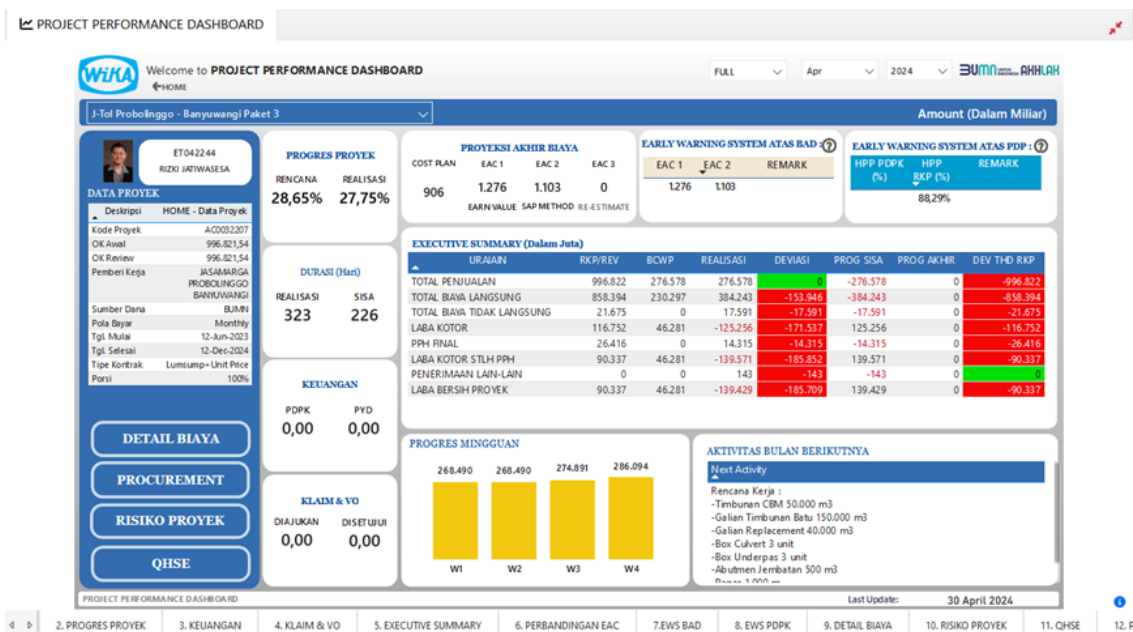 PROJECT PERFORMANCE DASHBOARD
WIKA
Welcome to PROJECT PERFORMANCE DASHBOARD
HOME
FULL Apr 2024 BUMN UNTUK INDONESIA AKHLAK
J-Tol Probolinggo - Banyuwangi Paket 3
Amount (Dalam Miliar)
ET042244
RIZKI JATIWASESA
DATA PROYEK
Deskripsi HOME - Data Proyek
Kode Proyek AC0032207
OK Awal 996.821,54
OK Review 996.821,54
Pemberi Kerja JASAMARGA
PROBOLINGGO
BANYUWANGI
Sumber Dana BUMN
Pola Bayar Monthly
Tgl. Mulai 12-Jun-2023
Tgl. Selesai 12-Dec-2024
Tipe Kontrak Lumsump+Unit Price
Porsi 100%
DETAIL BIAYA
PROCUREMENT
RISIKO PROYEK
QHSE
PROGRES PROYEK
RENCANA REALISASI
28,65% 27,75%
DURASI (Hari)
REALISASI SISA
323 226
KEUANGAN
PDPK PYD
0,00 0,00
KLAIM & VO
DIAJUKAN DISETUJUI
0,00 0,00
PROYEKSI AKHIR BIAYA
COST PLAN EAC 1 EAC 2 EAC 3
906 1.276 1.103 0
EARN VALUE SAP METHOD RE-ESTIMATE
EARLY WARNING SYSTEM ATAS BAD :
EAC 1 EAC 2 REMARK
1.276 1.103
EARLY WARNING SYSTEM ATAS PDP :
HPP PDPK (%) HPP RKP (%) REMARK
88,29%
EXECUTIVE SUMMARY (Dalam Juta)
URAIAN RKP/REV BCWP REALISASI DEVIASI PROG SISA PROG AKHIR DEV THD RKP
TOTAL PENJUALAN 996.822 276.578 276.578 0 -276.578 0 -996.822
TOTAL BIAYA LANGSUNG 858.394 230.297 384.243 -153.946 -384.243 0 -858.394
TOTAL BIAYA TIDAK LANGSUNG 21.675 0 17.591 -17.591 -17.591 0 -21.675
LABA KOTOR 116.752 46.281 -125.256 -171.537 125.256 0 -116.752
PPH FINAL 26.416 0 14.315 -14.315 -14.315 0 -26.416
LABA KOTOR STLH PPH 90.337 46.281 -139.571 -185.852 139.571 0 -90.337
PENERIMAAN LAIN-LAIN 0 0 143 -143 -143 0 0
LABA BERSIH PROYEK 90.337 46.281 -139.429 -185.709 139.429 0 -90.337
PROGRES MINGGUAN
268.490 268.490 274.891 286.094
W1 W2 W3 W4
AKTIVITAS BULAN BERIKUTNYA
Next Activity
Rencana Kerja :
-Timbunan CBM 50.000 m3
-Galian Timbunan Batu 150.000 m3
-Galian Replacement 40.000 m3
-Box Culvert 3 unit
-Box Underpas 3 unit
-Abutmen Jembatan 500 m3
PROJECT PERFORMANCE DASHBOARD
Last Update: 30 April 2024
2. PROGRES PROYEK 3. KEUANGAN 4. KLAIM & VO 5. EXECUTIVE SUMMARY 6. PERBANDINGAN EAC 7.EWS BAD 8. EWS PDPK 9. DETAIL BIAYA 10. RISIKO PROYEK 11. QHSE 12.